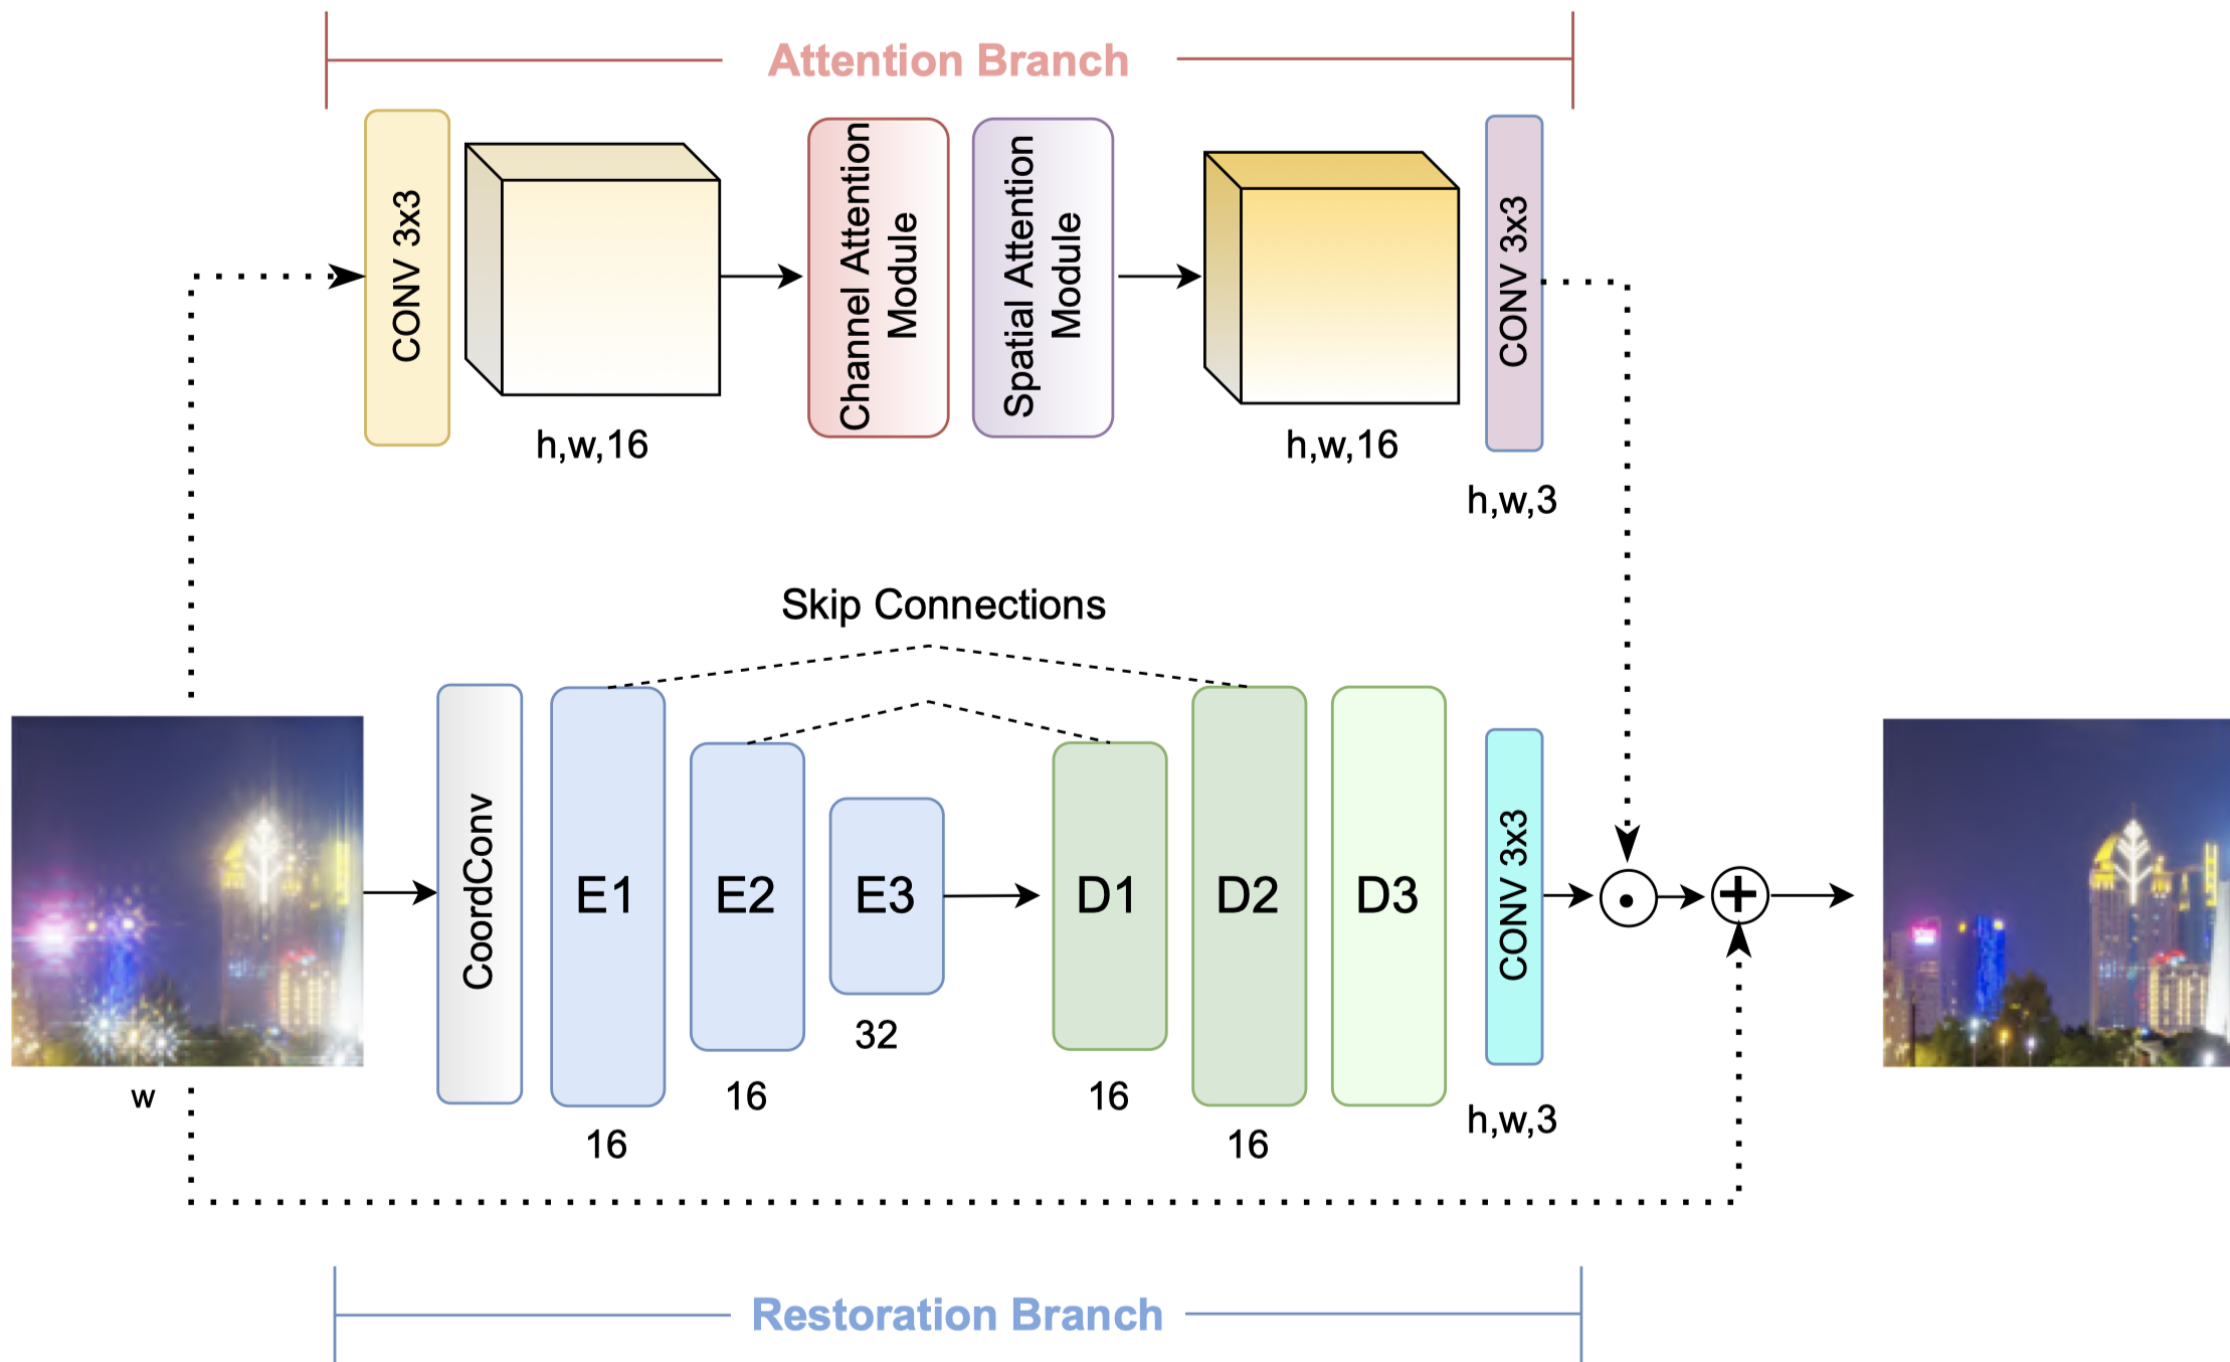 Attention Branch
CONV 3x3
h,w,16
Channel Attention
Module
Spatial Attention
Module
h,w,16
CONV 3x3
h,w,3
Skip Connections
w
CoordConv
E1
16
E2
16
E3
32
D1
16
D2
16
D3
CONV 3x3
h,w,3
Restoration Branch